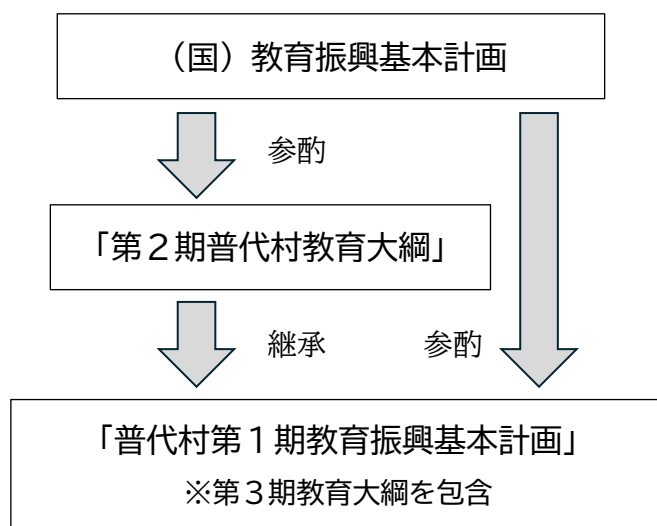 （国）教育振興基本計画
参酌
「第２期普代村教育大綱」
継承
参酌
「普代村第１期教育振興基本計画」
※第３期教育大綱を包含